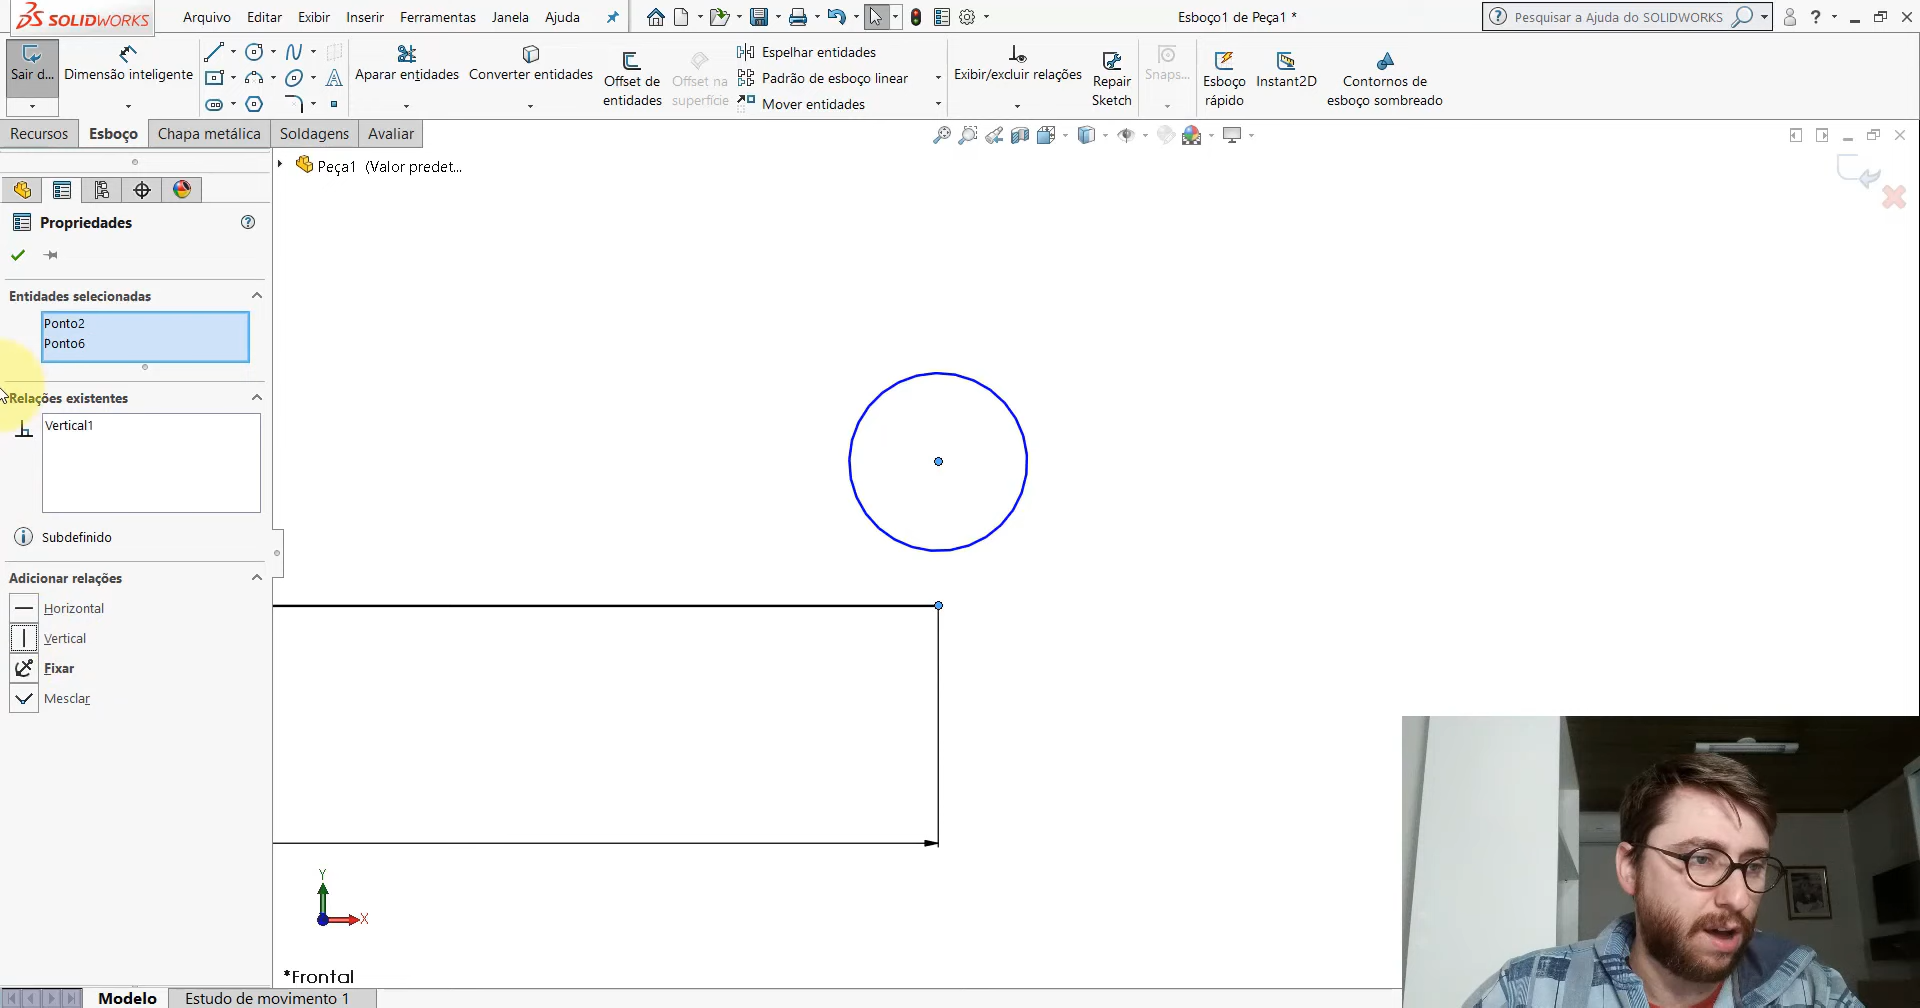 SOLIDWORKS
Arquivo Editar Exibir Inserir Ferramentas Janela Ajuda
Esboço1 de Peça1 *
Pesquisar a Ajuda do SOLIDWORKS
Sair d...
Dimensão inteligente
Aparar entidades
Converter entidades
Offset de entidades
Offset na superfície
Espelhar entidades
Padrão de esboço linear
Mover entidades
Exibir/excluir relações
Repair Sketch
Snaps...
Esboço rápido
Instant2D
Contornos de esboço sombreado
Recursos Esboço Chapa metálica Soldagens Avaliar
Peça1 (Valor predet...
Propriedades
Entidades selecionadas
Ponto2
Ponto6
Relações existentes
Vertical1
Subdefinido
Adicionar relações
Horizontal
Vertical
Fixar
Mesclar
Y
X
*Frontal
Modelo Estudo de movimento 1